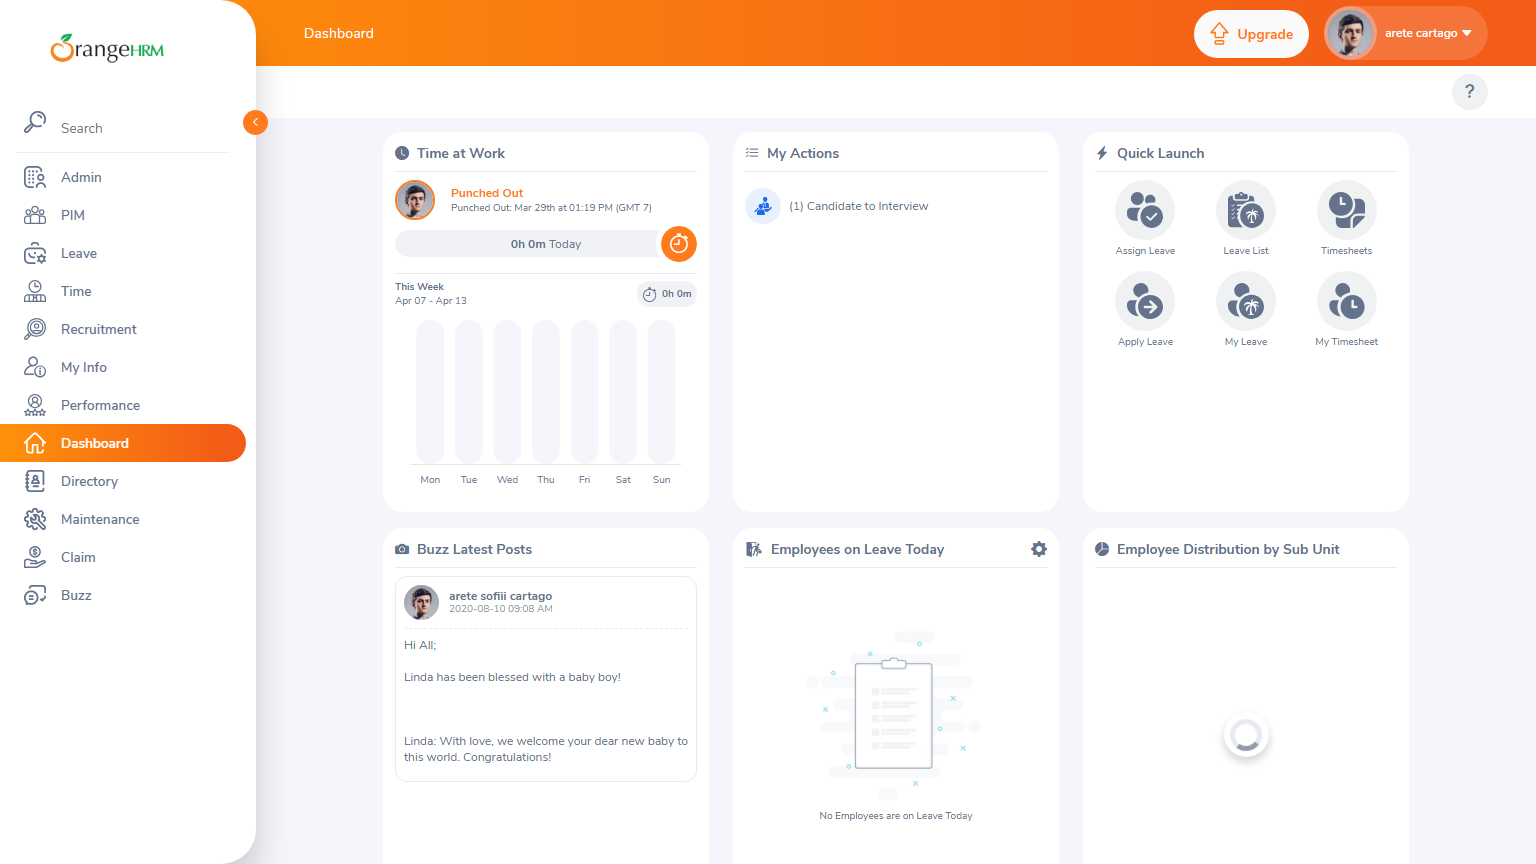 OrangeHRM
Search
Admin
PIM
Leave
Time
Recruitment
My Info
Performance
Dashboard
Directory
Maintenance
Claim
Buzz
Dashboard
Upgrade
arete cartago
?
Time at Work
Punched Out
Punched Out: Mar 29th at 01:19 PM (GMT 7)
0h 0m Today
This Week
Apr 07 - Apr 13
0h 0m
Mon Tue Wed Thu Fri Sat Sun
My Actions
(1) Candidate to Interview
Quick Launch
Assign Leave Leave List Timesheets
Apply Leave My Leave My Timesheet
Buzz Latest Posts
arete sofiii cartago
2020-08-10 09:08 AM
Hi All;
Linda has been blessed with a baby boy!
Linda: With love, we welcome your dear new baby to
this world. Congratulations!
Employees on Leave Today
No Employees are on Leave Today
Employee Distribution by Sub Unit